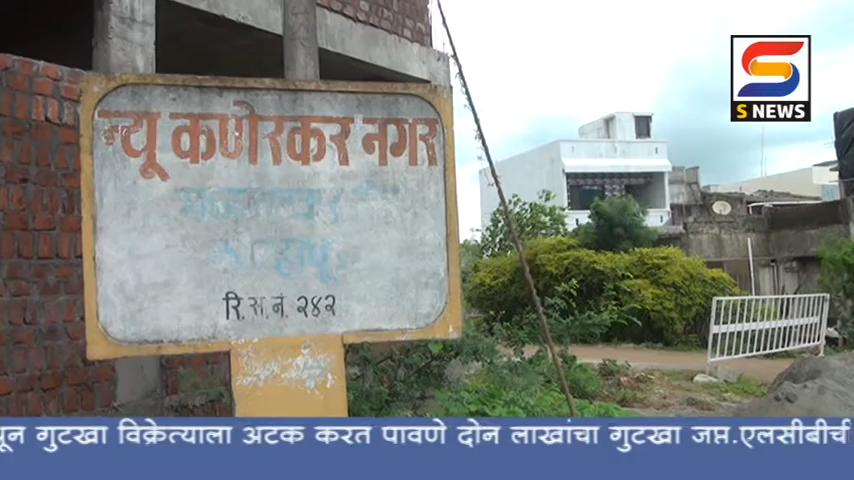 S NEWS
न्यू कणेरकर नगर
रि.स.नं. २४२
गुटखा विक्रेत्याला अटक करत पावणे दोन लाखांचा गुटखा जप्त.एलसीबीची